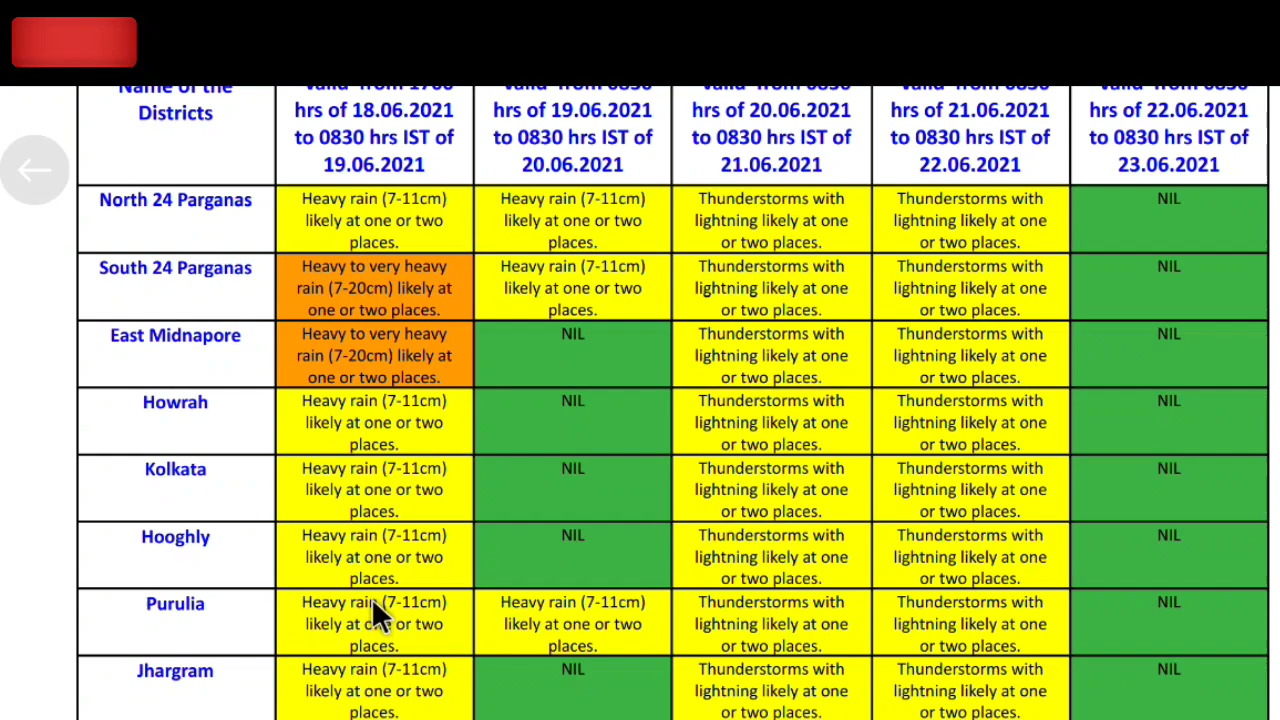 Name of the
Districts
valid from 1700
hrs of 18.06.2021
to 0830 hrs IST of
19.06.2021
valid from 0830
hrs of 19.06.2021
to 0830 hrs IST of
20.06.2021
valid from 0830
hrs of 20.06.2021
to 0830 hrs IST of
21.06.2021
valid from 0830
hrs of 21.06.2021
to 0830 hrs IST of
22.06.2021
valid from 0830
hrs of 22.06.2021
to 0830 hrs IST of
23.06.2021
North 24 Parganas
Heavy rain (7-11cm)
likely at one or two
places.
Heavy rain (7-11cm)
likely at one or two
places.
Thunderstorms with
lightning likely at one
or two places.
Thunderstorms with
lightning likely at one
or two places.
NIL
South 24 Parganas
Heavy to very heavy
rain (7-20cm) likely at
one or two places.
Heavy rain (7-11cm)
likely at one or two
places.
Thunderstorms with
lightning likely at one
or two places.
Thunderstorms with
lightning likely at one
or two places.
NIL
East Midnapore
Heavy to very heavy
rain (7-20cm) likely at
one or two places.
NIL
Thunderstorms with
lightning likely at one
or two places.
Thunderstorms with
lightning likely at one
or two places.
NIL
Howrah
Heavy rain (7-11cm)
likely at one or two
places.
NIL
Thunderstorms with
lightning likely at one
or two places.
Thunderstorms with
lightning likely at one
or two places.
NIL
Kolkata
Heavy rain (7-11cm)
likely at one or two
places.
NIL
Thunderstorms with
lightning likely at one
or two places.
Thunderstorms with
lightning likely at one
or two places.
NIL
Hooghly
Heavy rain (7-11cm)
likely at one or two
places.
NIL
Thunderstorms with
lightning likely at one
or two places.
Thunderstorms with
lightning likely at one
or two places.
NIL
Purulia
Heavy rain (7-11cm)
likely at one or two
places.
Heavy rain (7-11cm)
likely at one or two
places.
Thunderstorms with
lightning likely at one
or two places.
Thunderstorms with
lightning likely at one
or two places.
NIL
Jhargram
Heavy rain (7-11cm)
likely at one or two
places.
NIL
Thunderstorms with
lightning likely at one
or two places.
Thunderstorms with
lightning likely at one
or two places.
NIL